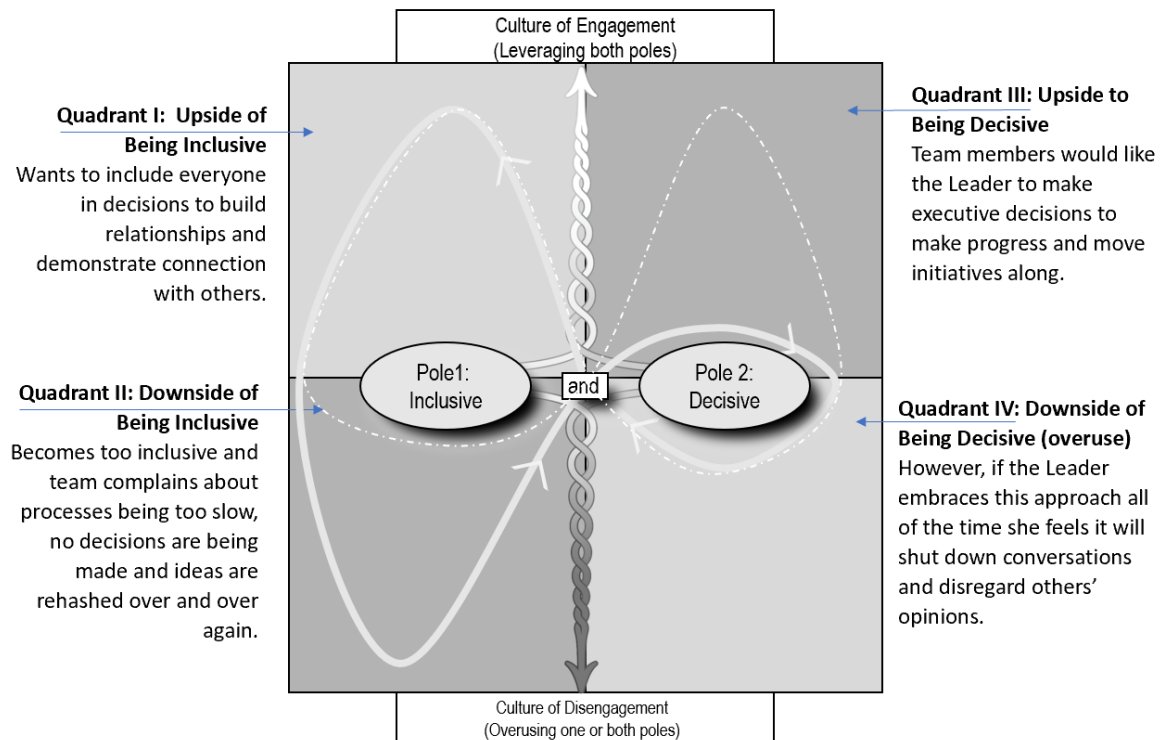 Culture of Engagement
(Leveraging both poles)
Quadrant I:  Upside of
Being Inclusive
Wants to include everyone
in decisions to build
relationships and
demonstrate connection
with others.
Quadrant III: Upside to
Being Decisive
Team members would like
the Leader to make
executive decisions to
make progress and move
initiatives along.
Pole1:
Inclusive
and
Pole 2:
Decisive
Quadrant II: Downside of
Being Inclusive
Becomes too inclusive and
team complains about
processes being too slow,
no decisions are being
made and ideas are
rehashed over and over
again.
Quadrant IV: Downside of
Being Decisive (overuse)
However, if the Leader
embraces this approach all
of the time she feels it will
shut down conversations
and disregard others’
opinions.
Culture of Disengagement
(Overusing one or both poles)